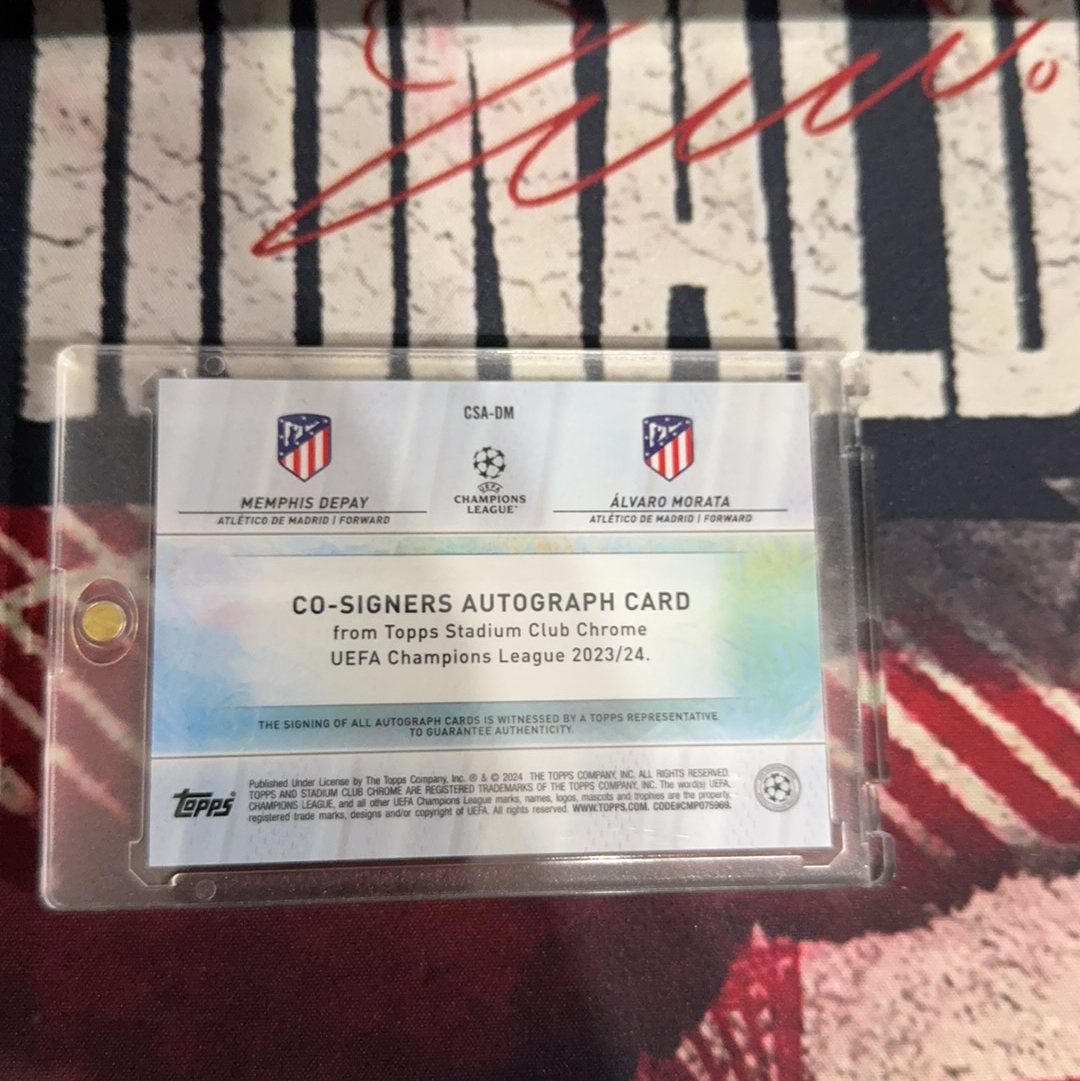 CSA-DM
UEFA
CHAMPIONS
LEAGUE
MEMPHIS DEPAY
ATLÉTICO DE MADRID | FORWARD
ÁLVARO MORATA
ATLÉTICO DE MADRID | FORWARD
CO-SIGNERS AUTOGRAPH CARD
from Topps Stadium Club Chrome
UEFA Champions League 2023/24.
THE SIGNING OF ALL AUTOGRAPH CARDS IS WITNESSED BY A TOPPS REPRESENTATIVE
TO GUARANTEE AUTHENTICITY.
TOPPS
Published Under License by The Topps Company, Inc. ® & © 2024 THE TOPPS COMPANY, INC. ALL RIGHTS RESERVED.
TOPPS AND STADIUM CLUB CHROME ARE REGISTERED TRADEMARKS OF THE TOPPS COMPANY, INC. The word(s) UEFA,
CHAMPIONS LEAGUE, and all other UEFA Champions League marks, names, logos, mascots and trophies are the property,
registered trade marks, designs and/or copyright of UEFA. All rights reserved. WWW.TOPPS.COM. CODE#CMP075969.